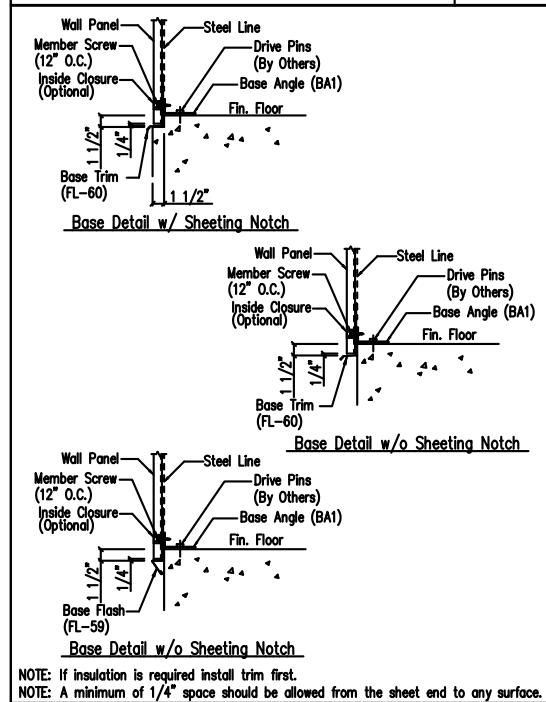 Wall Panel
Steel Line
Member Screw
(12" O.C.)
Drive Pins
(By Others)
Inside Closure
(Optional)
Base Angle (BA1)
Fin. Floor
1 1/2"
1/4"
Base Trim
(FL-60)
1 1/2"
Base Detail w/ Sheeting Notch
Wall Panel
Steel Line
Member Screw
(12" O.C.)
Drive Pins
(By Others)
Inside Closure
(Optional)
Base Angle (BA1)
Fin. Floor
1 1/2"
1/4"
Base Trim
(FL-60)
Base Detail w/o Sheeting Notch
Wall Panel
Steel Line
Member Screw
(12" O.C.)
Drive Pins
(By Others)
Inside Closure
(Optional)
Base Angle (BA1)
Fin. Floor
1 1/2"
1/4"
Base Flash
(FL-59)
Base Detail w/o Sheeting Notch
NOTE: If insulation is required install trim first.
NOTE: A minimum of 1/4" space should be allowed from the sheet end to any surface.